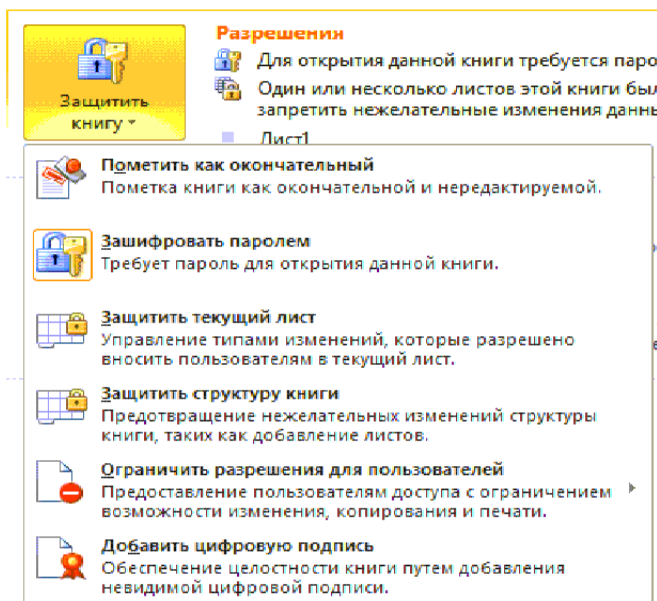 Разрешения
Для открытия данной книги требуется паро
Один или несколько листов этой книги был
запретить нежелательные изменения данны
Лист1
Защитить
книгу
Пометить как окончательный
Пометка книги как окончательной и нередактируемой.
Зашифровать паролем
Требует пароль для открытия данной книги.
Защитить текущий лист
Управление типами изменений, которые разрешено
вносить пользователям в текущий лист.
Защитить структуру книги
Предотвращение нежелательных изменений структуры
книги, таких как добавление листов.
Ограничить разрешения для пользователей
Предоставление пользователям доступа с ограничением
возможности изменения, копирования и печати.
Добавить цифровую подпись
Обеспечение целостности книги путем добавления
невидимой цифровой подписи.